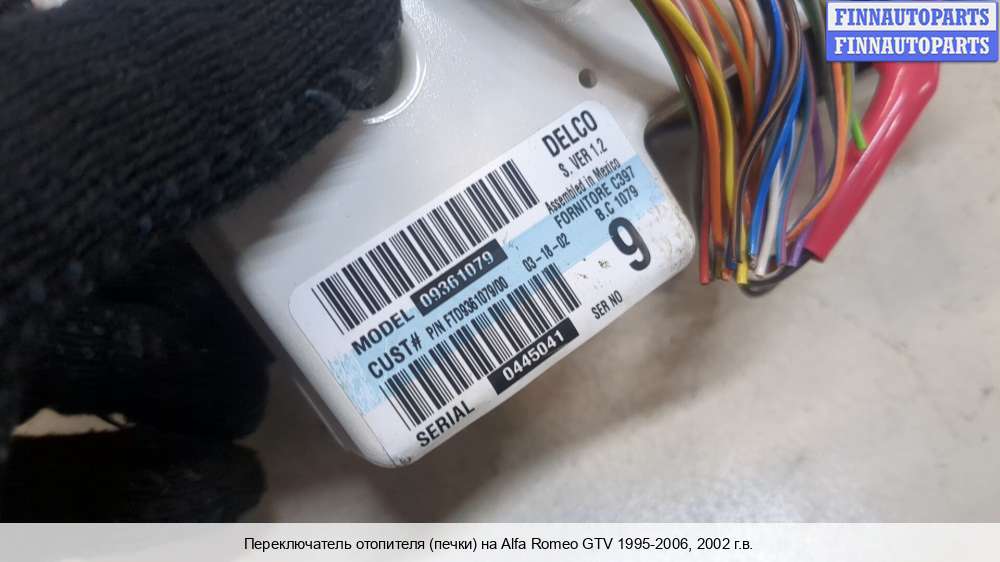 FINNAUTOPARTS
FINNAUTOPARTS
DELCO
S. VER 1.2
Assembled in Mexico
FORNITORE C397
B.C 1079
MODEL 09361079
03-18-02
9
CUST# P/N FTD9361079/00
SER NO
SERIAL 0445041
Переключатель отопителя (печки) на Alfa Romeo GTV 1995-2006, 2002 г.в.